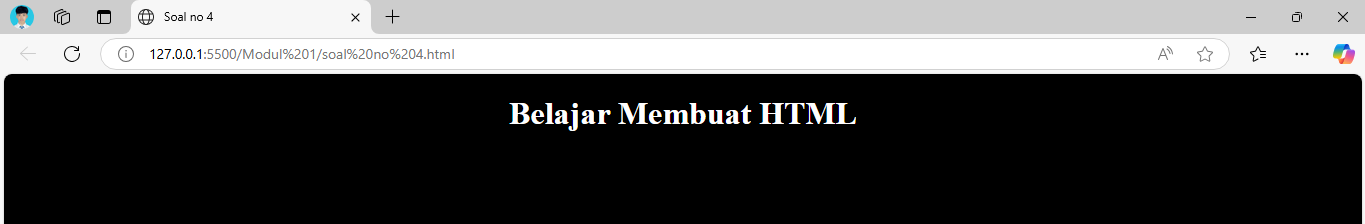 Soal no 4
127.0.0.1:5500/Modul%201/soal%20no%204.html
Belajar Membuat HTML